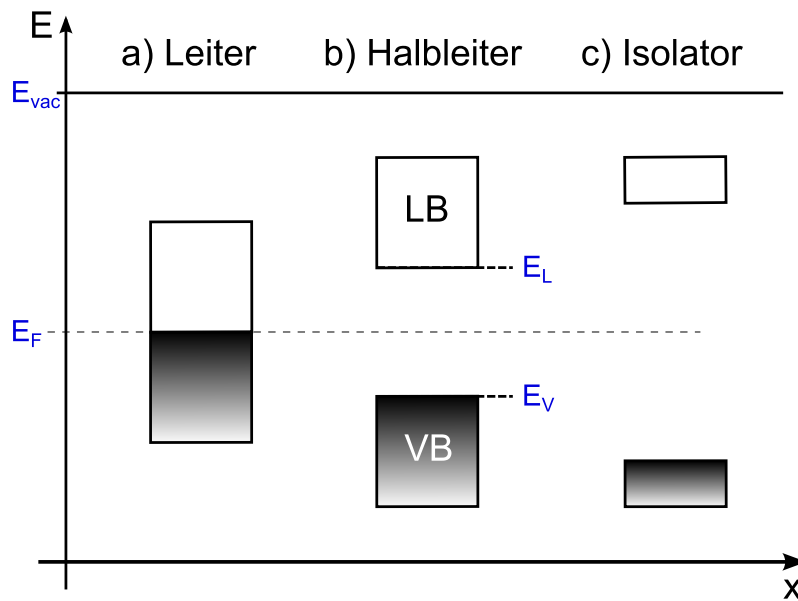 E
a) Leiter
b) Halbleiter
c) Isolator
Evac
LB
EL
EF
EV
VB
x